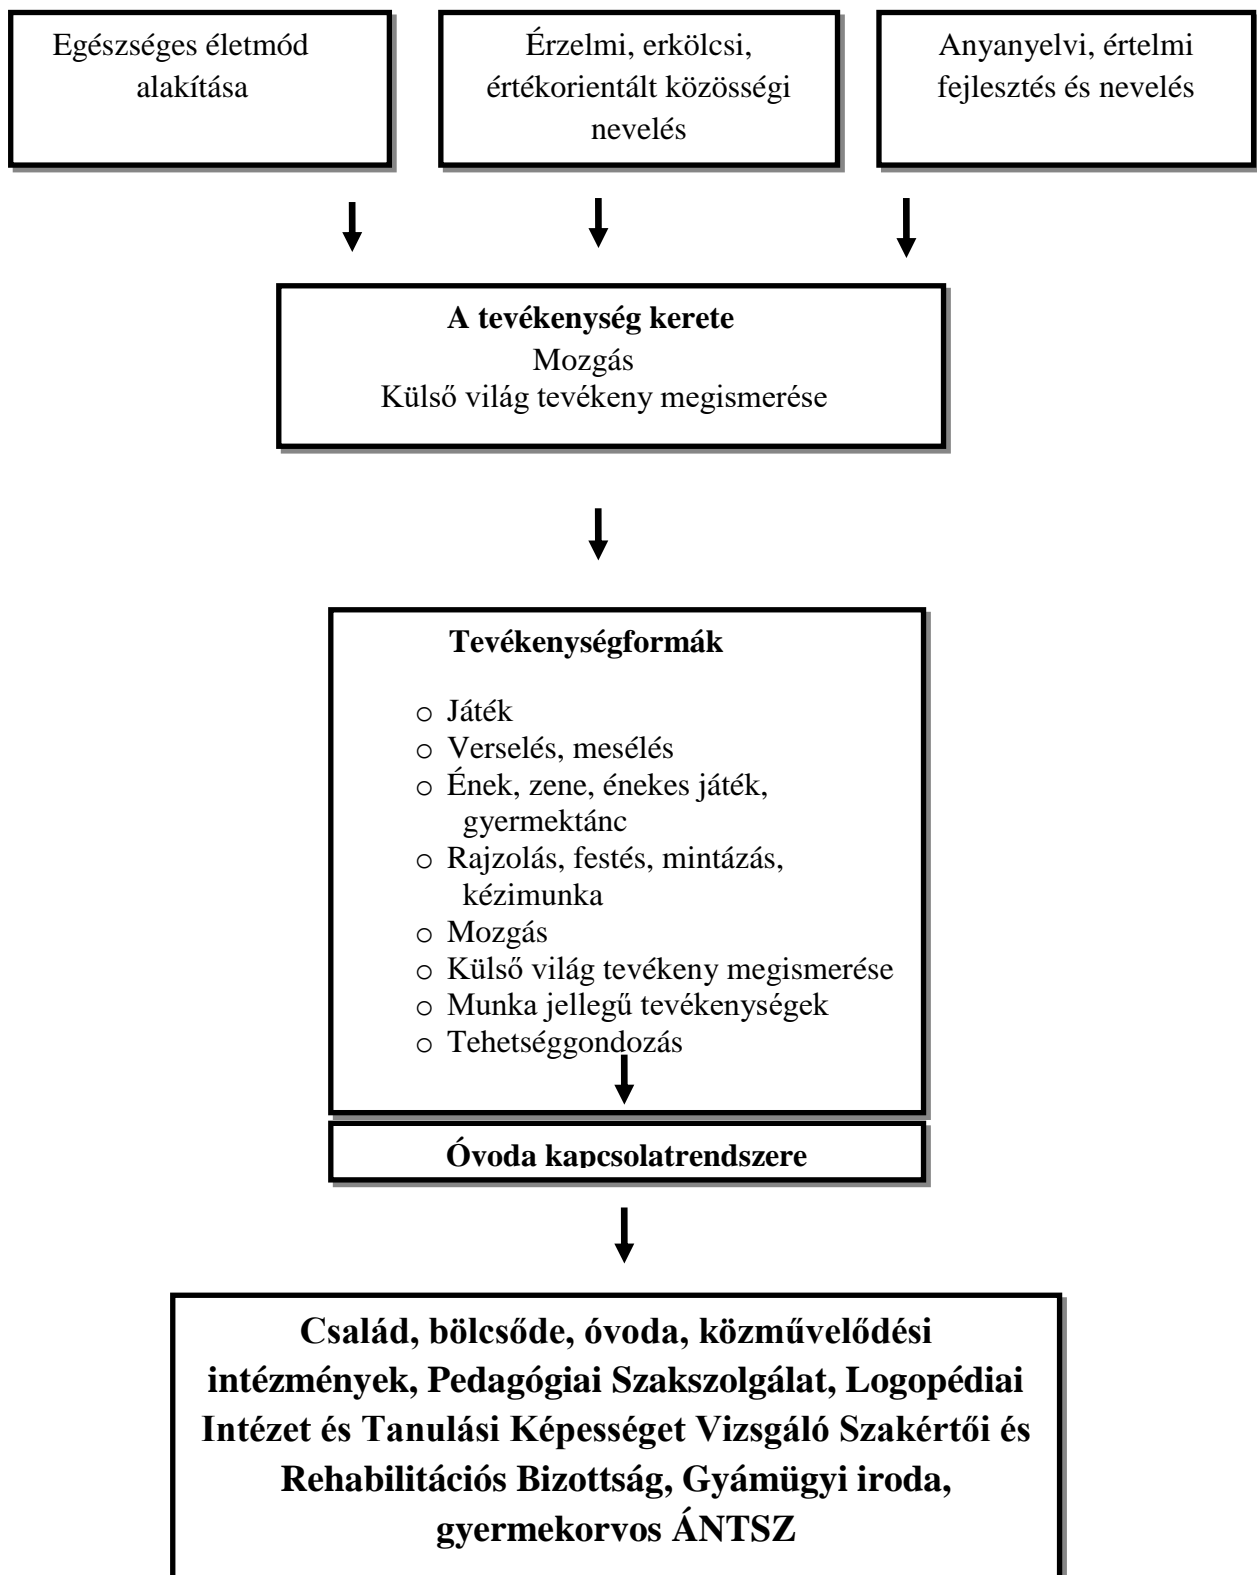 Egészséges életmód
alakítása
Érzelmi, erkölcsi,
értékorientált közösségi
nevelés
Anyanyelvi, értelmi
fejlesztés és nevelés
A tevékenység kerete
Mozgás
Külső világ tevékeny megismerése
Tevékenységformák
o Játék
o Verselés, mesélés
o Ének, zene, énekes játék,
gyermektánc
o Rajzolás, festés, mintázás,
kézimunka
o Mozgás
o Külső világ tevékeny megismerése
o Munka jellegű tevékenységek
o Tehetséggondozás
Óvoda kapcsolatrendszere
Család, bölcsőde, óvoda, közművelődési
intézmények, Pedagógiai Szakszolgálat, Logopédiai
Intézet és Tanulási Képességet Vizsgáló Szakértői és
Rehabilitációs Bizottság, Gyámügyi iroda,
gyermekorvos ÁNTSZ